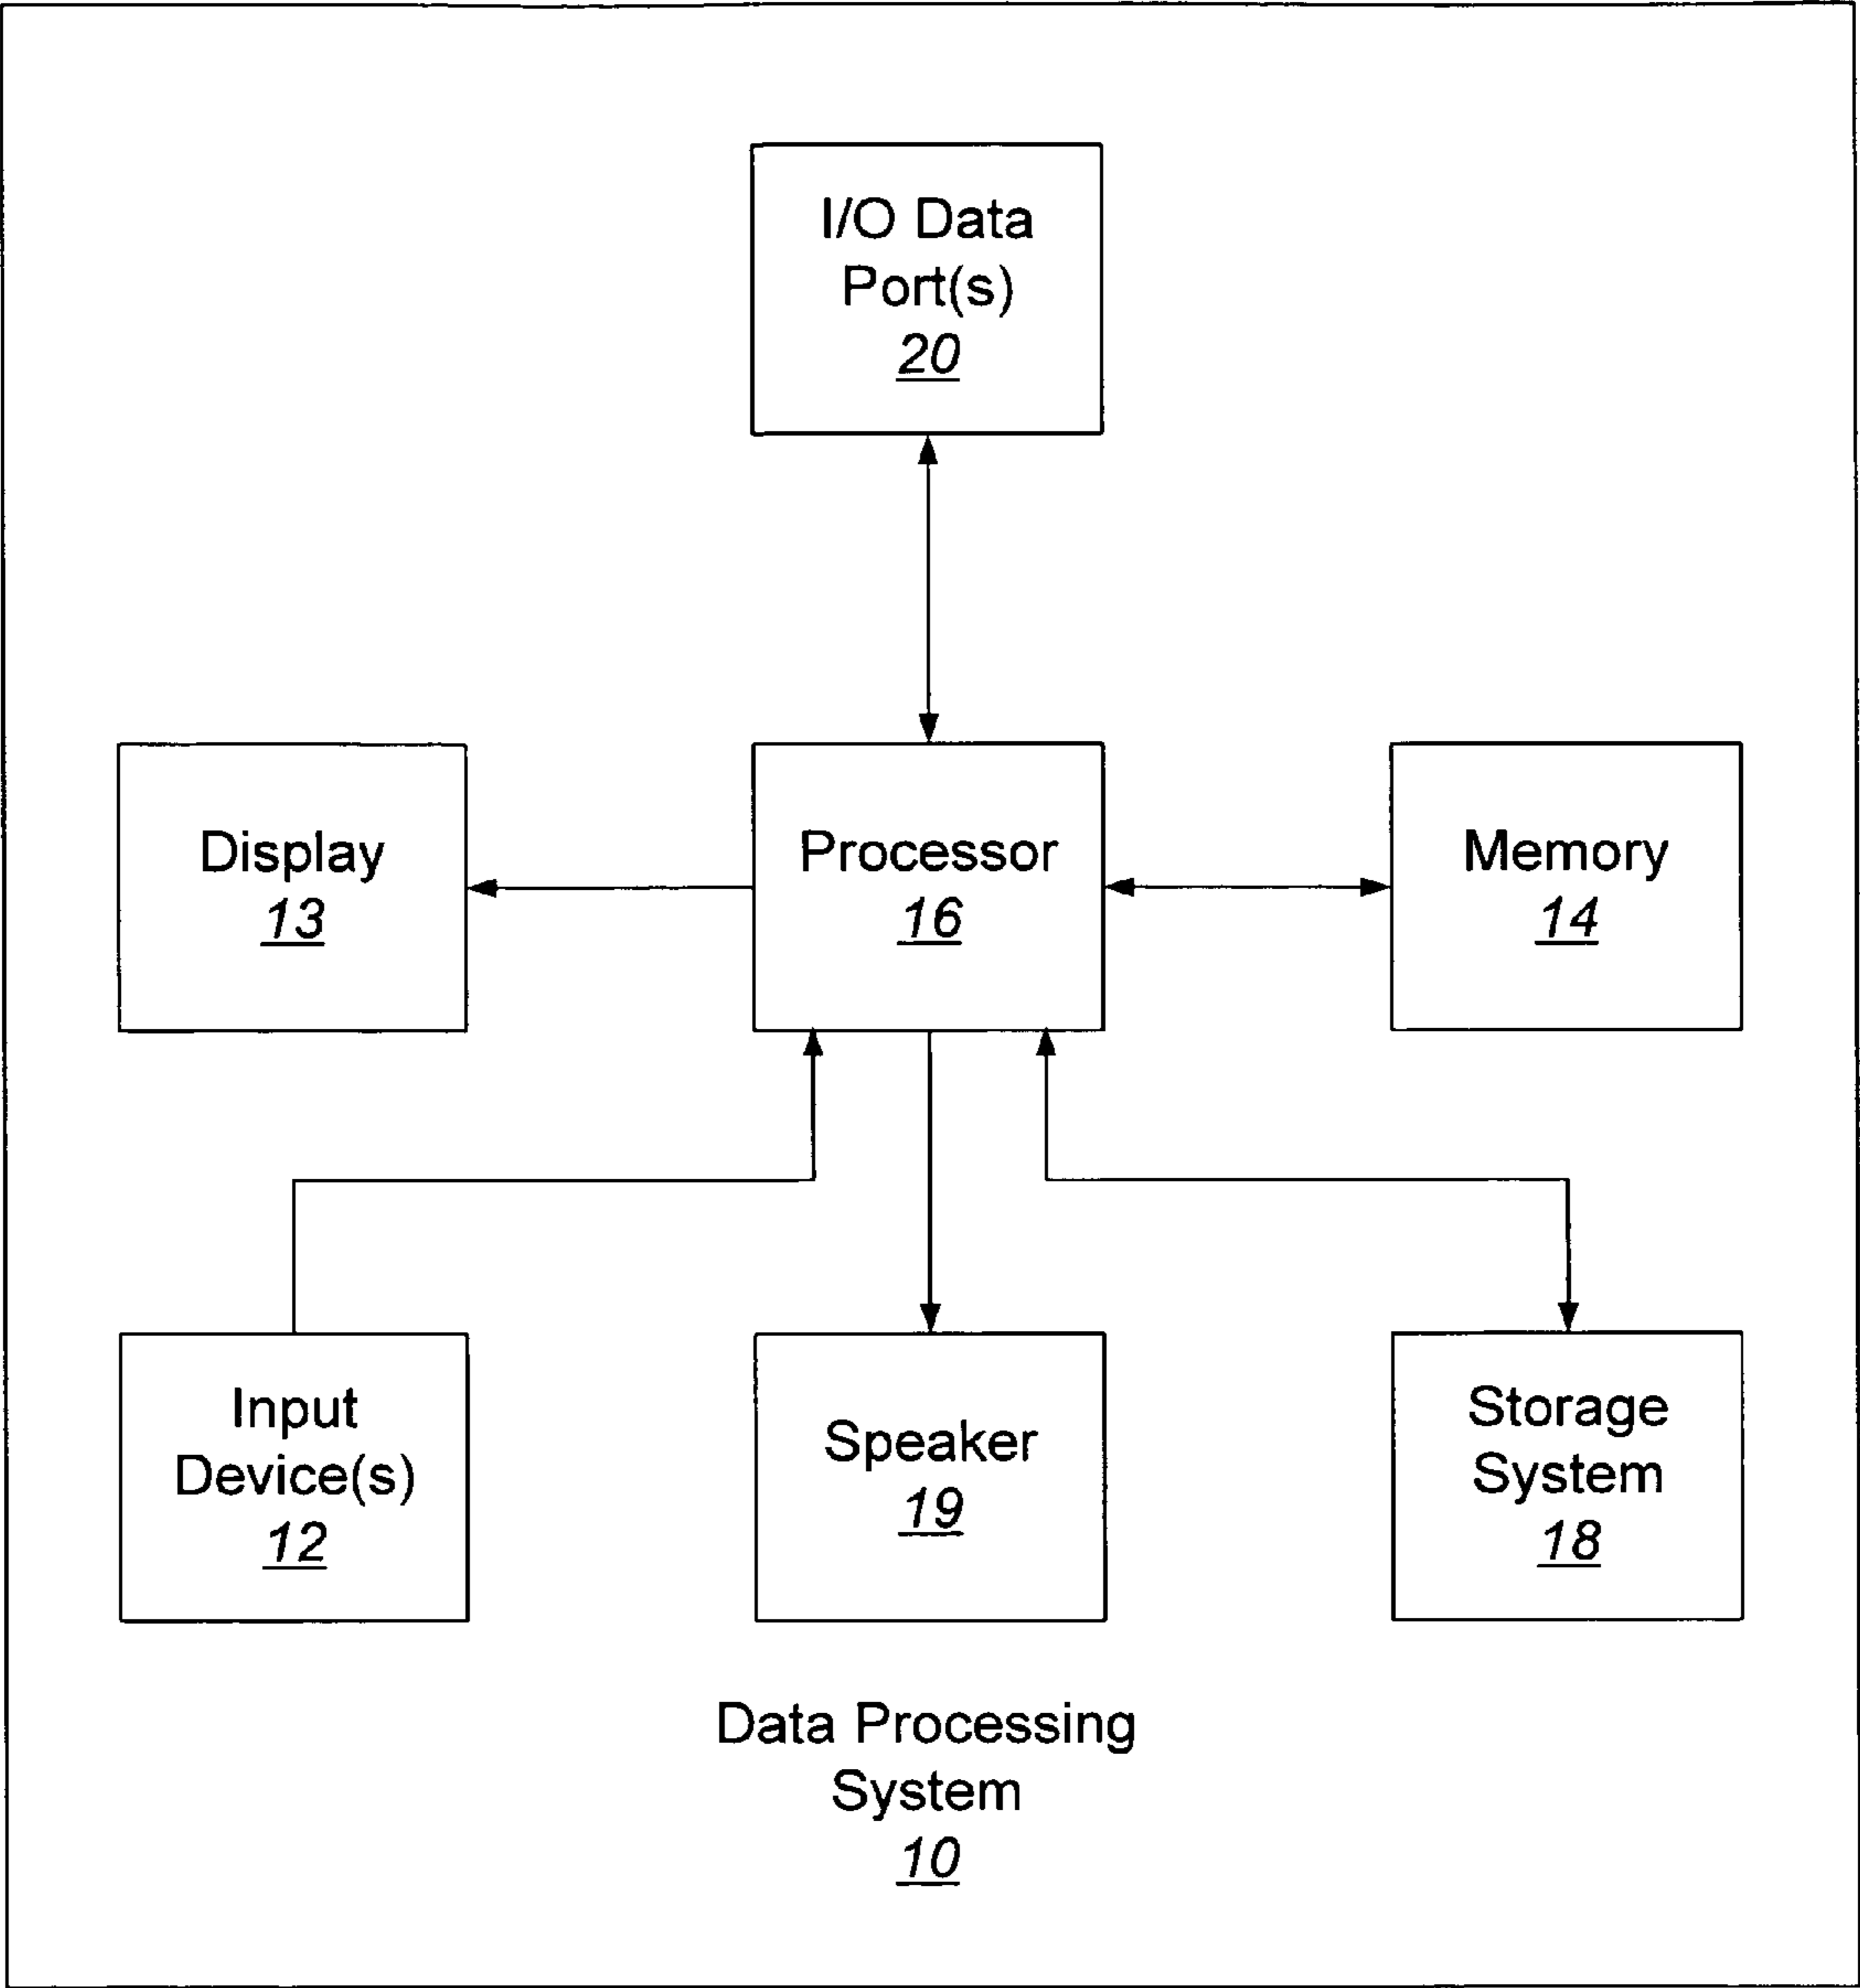 I/O Data
Port(s)
20
Display
13
Processor
16
Memory
14
Input
Device(s)
12
Speaker
19
Storage
System
18
Data Processing
System
10